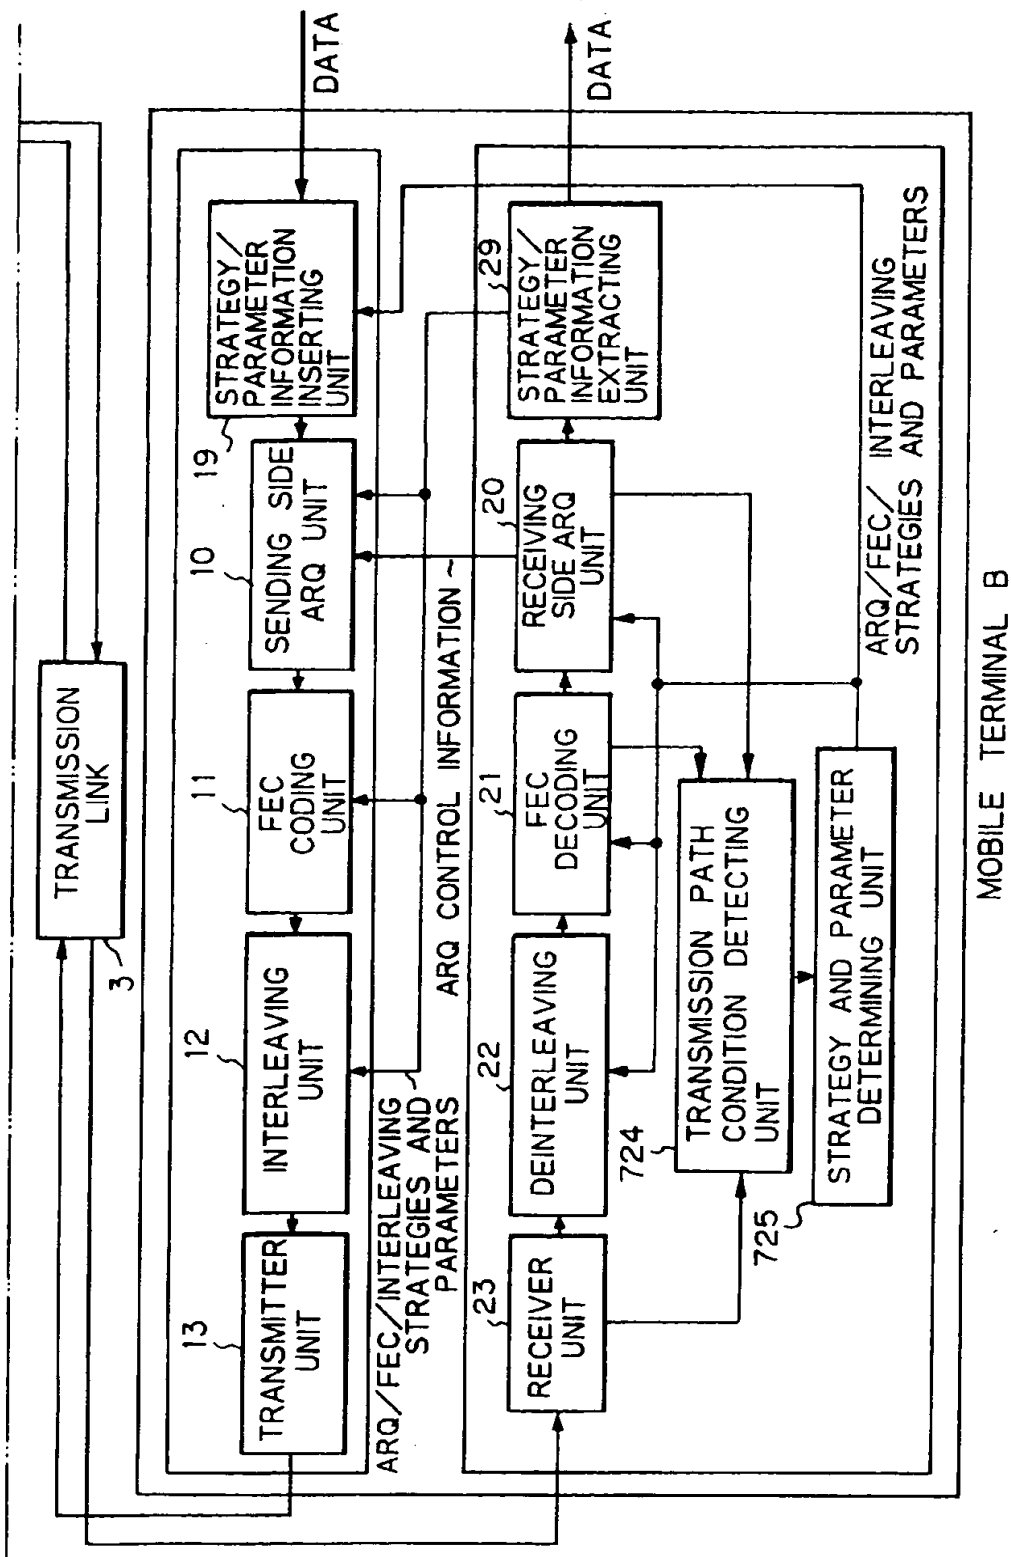 TRANSMISSION
LINK
3
DATA
DATA
13
TRANSMITTER
UNIT
12
INTERLEAVING
UNIT
11
FEC
CODING
UNIT
10
SENDING SIDE
ARQ UNIT
19
STRATEGY/
PARAMETER
INFORMATION
INSERTING
UNIT
ARQ/FEC/INTERLEAVING
STRATEGIES AND
PARAMETERS
ARQ CONTROL INFORMATION
23
RECEIVER
UNIT
22
DEINTERLEAVING
UNIT
21
FEC
DECODING
UNIT
20
RECEIVING
SIDE ARQ
UNIT
29
STRATEGY/
PARAMETER
INFORMATION
EXTRACTING
UNIT
724
TRANSMISSION PATH
CONDITION DETECTING
UNIT
725
STRATEGY AND PARAMETER
DETERMINING UNIT
ARQ/FEC/ INTERLEAVING
STRATEGIES AND PARAMETERS
MOBILE TERMINAL B